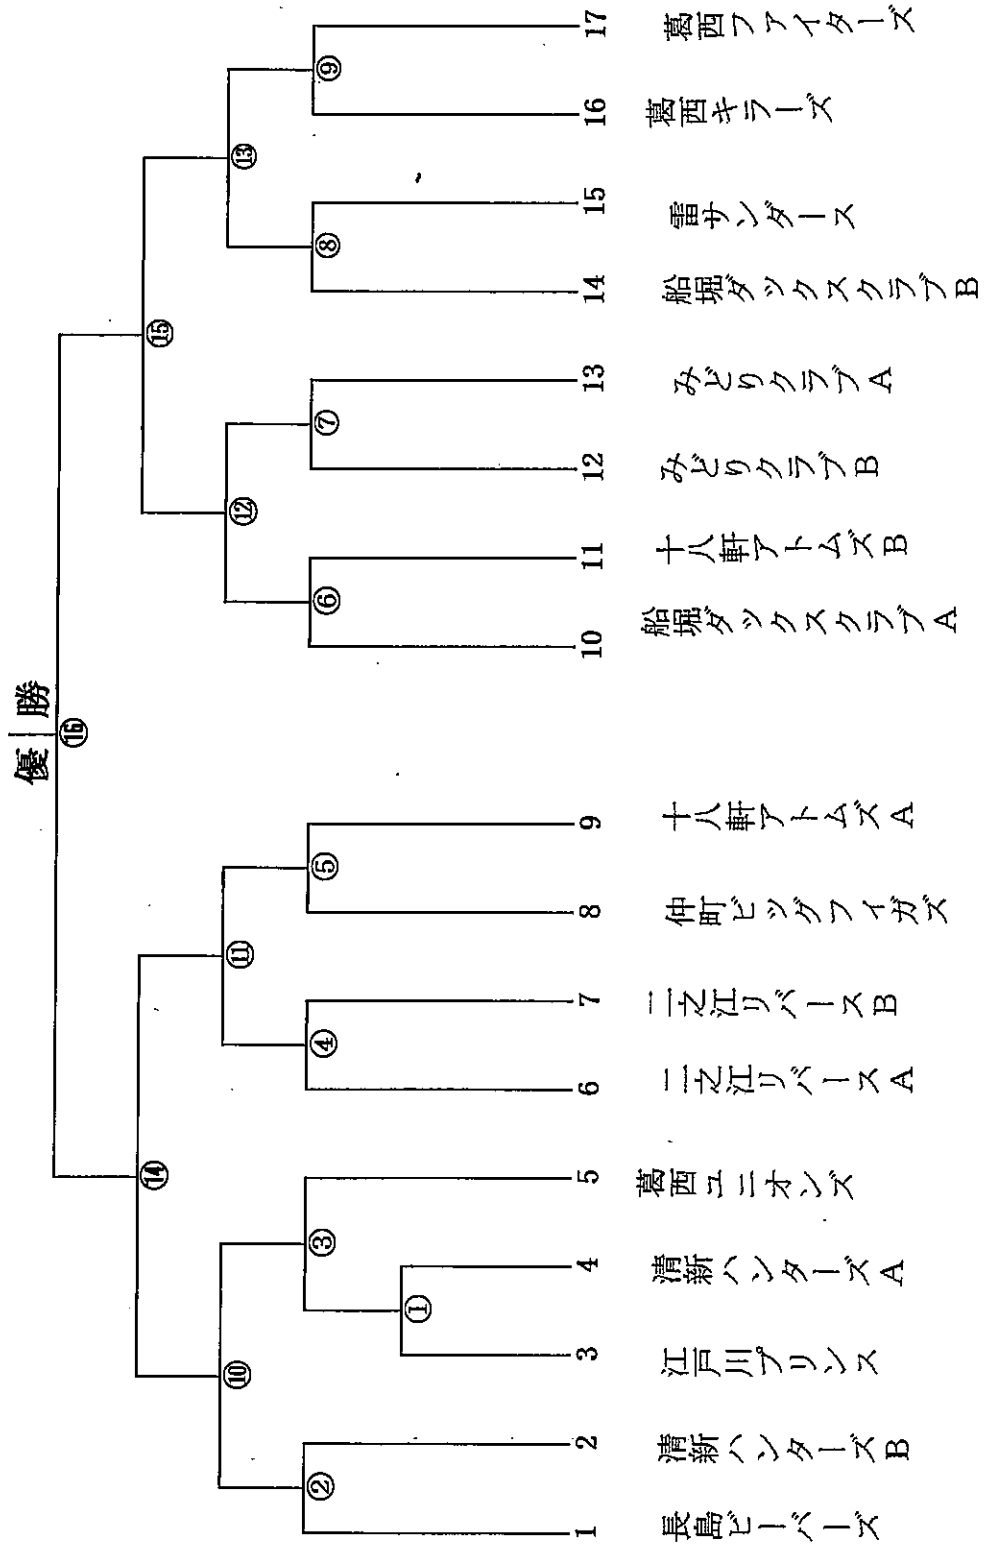 優勝
⑯
⑭
⑮
⑩
⑪
⑫
⑬
②
③
④
⑤
⑥
⑦
⑧
⑨
①
1 長島ビーバーズ
2 清新ハンターズB
3 江戸川プリンス
4 清新ハンターズA
5 葛西ユニオンズ
6 二之江リバースA
7 二之江リバースB
8 仲町ビッグフイガズ
9 十八軒アトムズA
10 船堀ダックスクラブA
11 十八軒アトムズB
12 みどりクラブB
13 みどりクラブA
14 船堀ダックスクラブB
15 雷サンダース
16 葛西キラーズ
17 葛西ファイターズ